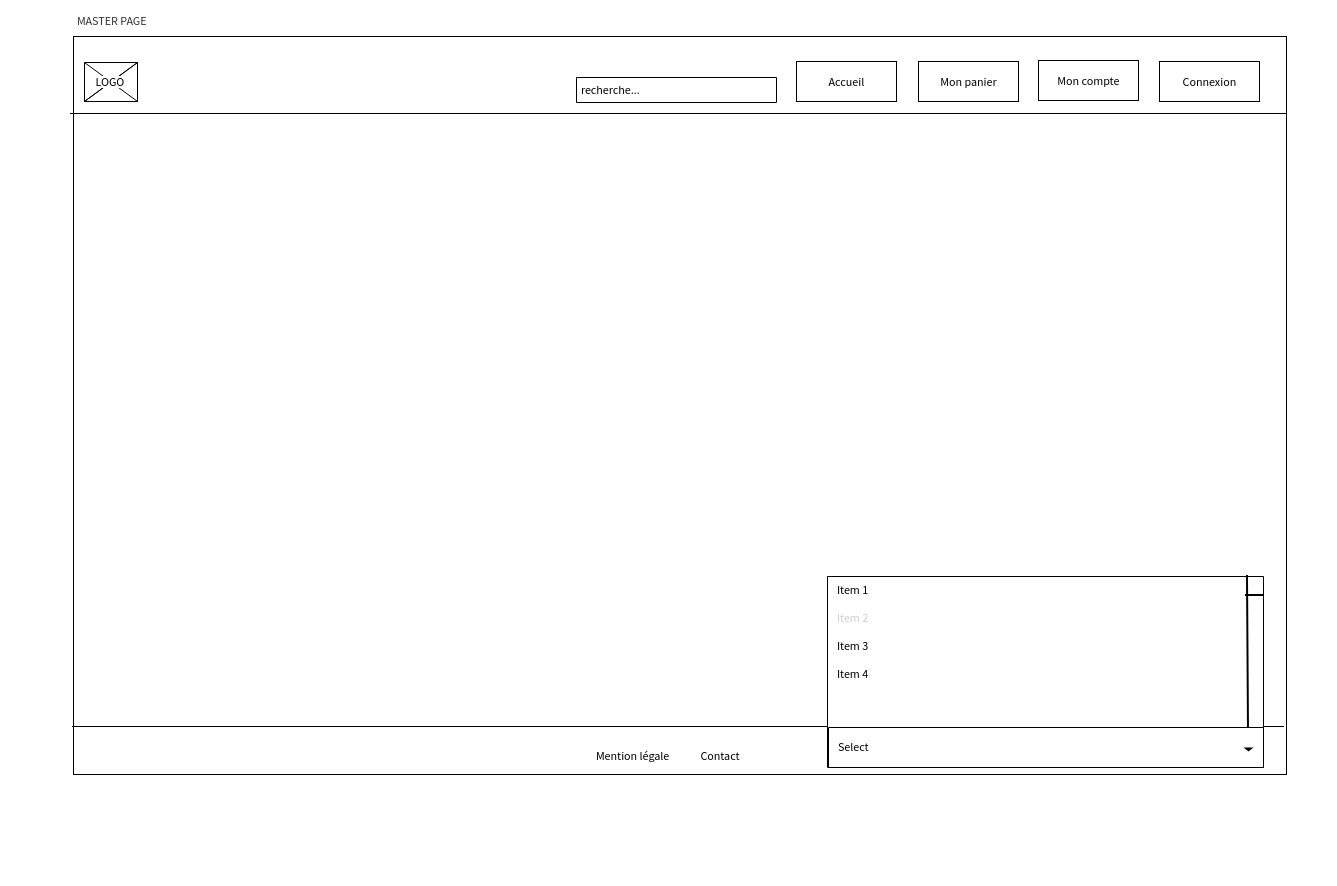 MASTER PAGE
LOGO
recherche...
Accueil
Mon panier
Mon compte
Connexion
Item 1
Item 2
Item 3
Item 4
Select
Mention légale
Contact